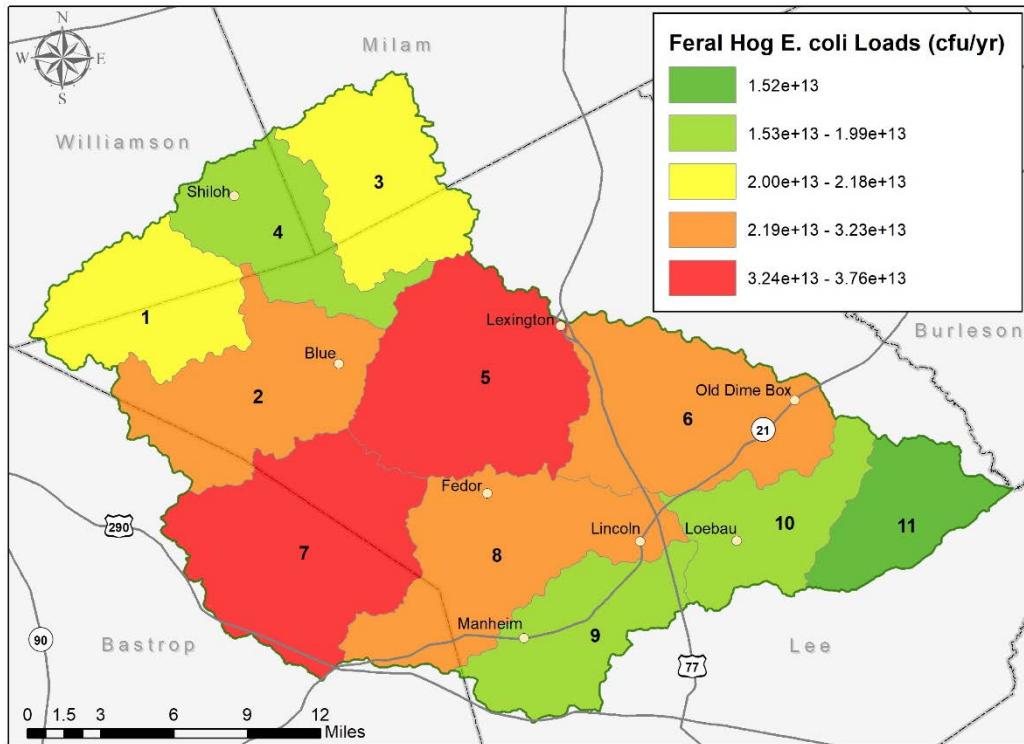 N
W E
S
Milam
Williamson
Feral Hog E. coli Loads (cfu/yr)
1.52e+13
1.53e+13 - 1.99e+13
2.00e+13 - 2.18e+13
2.19e+13 - 3.23e+13
3.24e+13 - 3.76e+13
3
Shiloh
4
1
Lexington
Burleson
Blue
5
2
Old Dime Box
6
21
Fedor
290
Lincoln
Loebau
10
11
7
8
Manheim
9
90
Bastrop
Lee
77
0 1.5 3 6 9 12
Miles